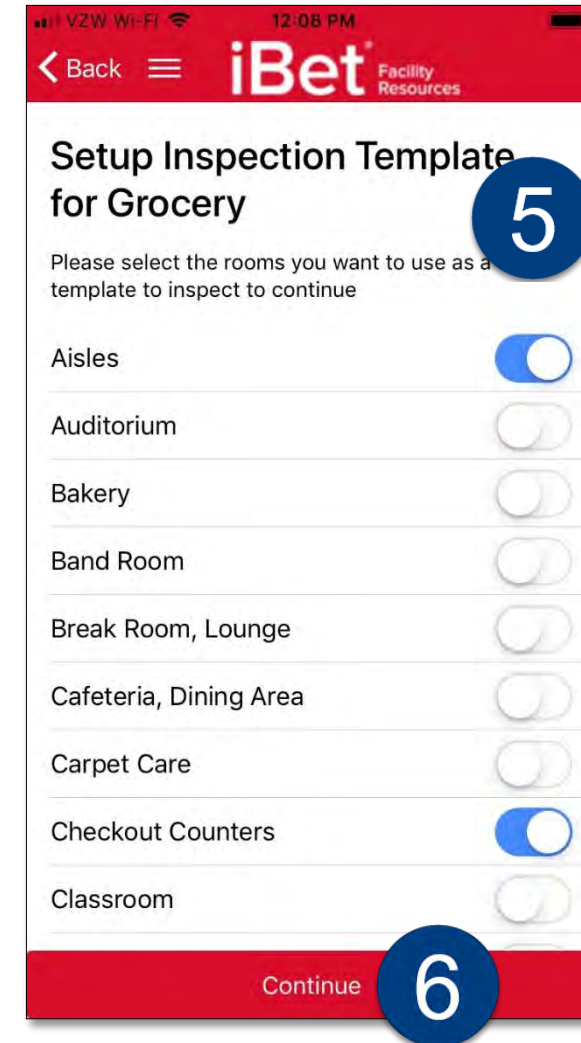 VZW Wi-Fi 12:08 PM
Back iBet Facility Resources
Setup Inspection Template
for Grocery
5
Please select the rooms you want to use as a
template to inspect to continue
Aisles
Auditorium
Bakery
Band Room
Break Room, Lounge
Cafeteria, Dining Area
Carpet Care
Checkout Counters
Classroom
Continue
6